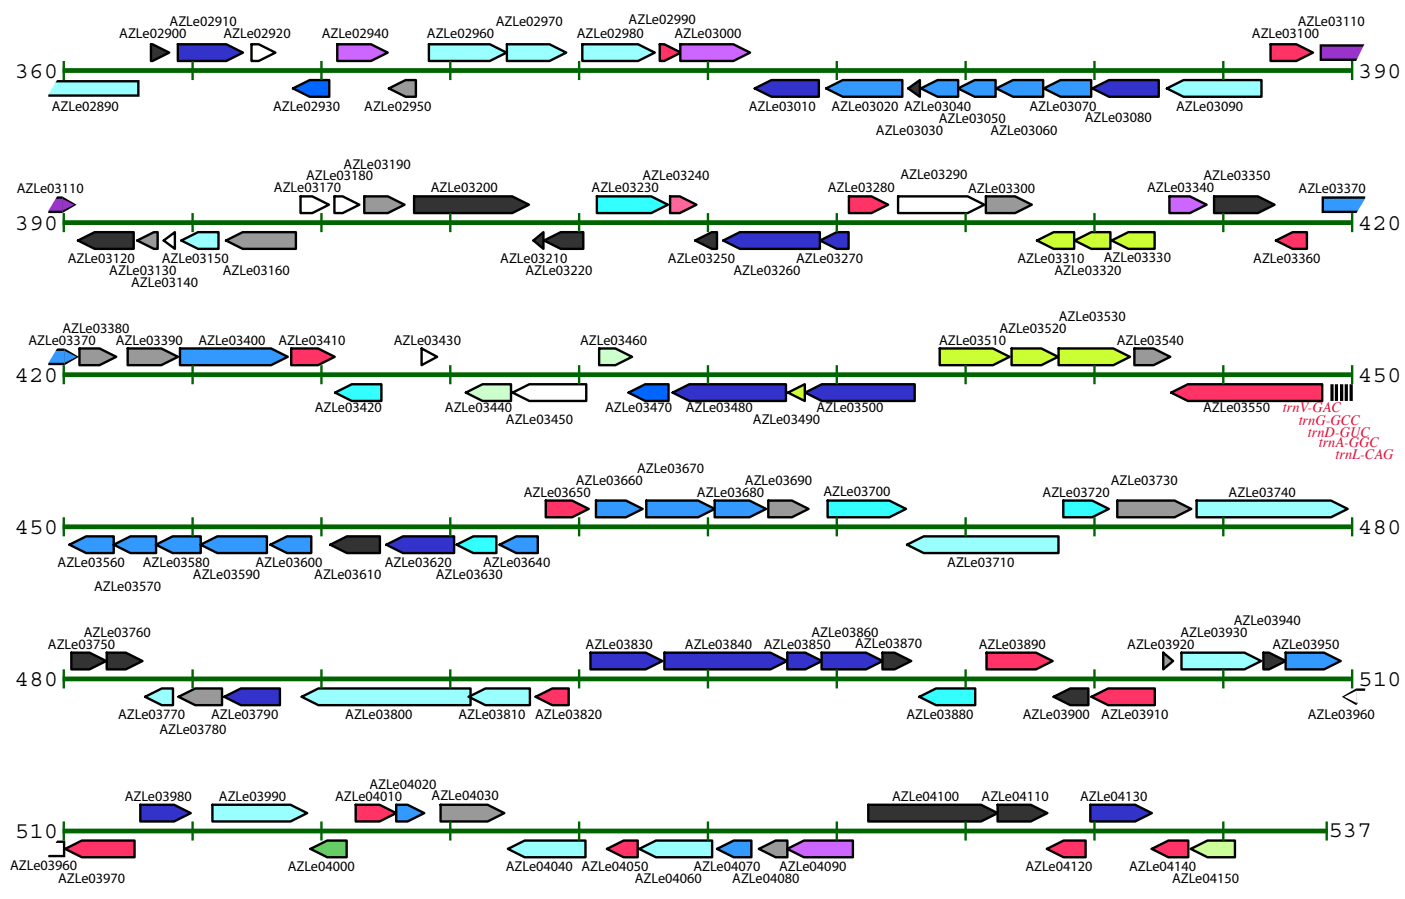 AZLe02910 AZLe02970 AZLe02990 AZLe03110
AZLe02900 AZLe02920 AZLe02940 AZLe02960 AZLe02980 AZLe03000 AZLe03100
360 390
AZLe02890 AZLe02930 AZLe02950 AZLe03010 AZLe03020 AZLe03040 AZLe03070 AZLe03090
AZLe03050 AZLe03080
AZLe03030 AZLe03060
AZLe03190
AZLe03180 AZLe03240 AZLe03290 AZLe03350
AZLe03110 AZLe03170 AZLe03200 AZLe03230 AZLe03280 AZLe03300 AZLe03340 AZLe03370
390 420
AZLe03120 AZLe03150 AZLe03210 AZLe03250 AZLe03270 AZLe03310 AZLe03330 AZLe03360
AZLe03130 AZLe03160 AZLe03220 AZLe03260 AZLe03320
AZLe03140
AZLe03530
AZLe03380 AZLe03520
AZLe03370 AZLe03390 AZLe03400 AZLe03410 AZLe03430 AZLe03460 AZLe03510 AZLe03540
420 450
AZLe03420 AZLe03440 AZLe03470 AZLe03480 AZLe03500 AZLe03550 trnV-GAC
AZLe03450 AZLe03490 trnG-GCC
trnD-GUC
trnA-GGC
trnL-CAG
AZLe03670
AZLe03660 AZLe03690 AZLe03730
AZLe03650 AZLe03680 AZLe03700 AZLe03720 AZLe03740
450 480
AZLe03560 AZLe03580 AZLe03600 AZLe03620 AZLe03640 AZLe03710
AZLe03590 AZLe03610 AZLe03630
AZLe03570
AZLe03940
AZLe03760 AZLe03860 AZLe03930
AZLe03750 AZLe03830 AZLe03840 AZLe03850 AZLe03870 AZLe03890 AZLe03920 AZLe03950
480 510
AZLe03770 AZLe03790 AZLe03800 AZLe03810 AZLe03820 AZLe03880 AZLe03900 AZLe03910 AZLe03960
AZLe03780
AZLe04020
AZLe03980 AZLe03990 AZLe04010 AZLe04030 AZLe04100 AZLe04110 AZLe04130
510 537
AZLe03960 AZLe04000 AZLe04040 AZLe04050 AZLe04070 AZLe04090 AZLe04120 AZLe04140
AZLe03970 AZLe04060 AZLe04080 AZLe04150